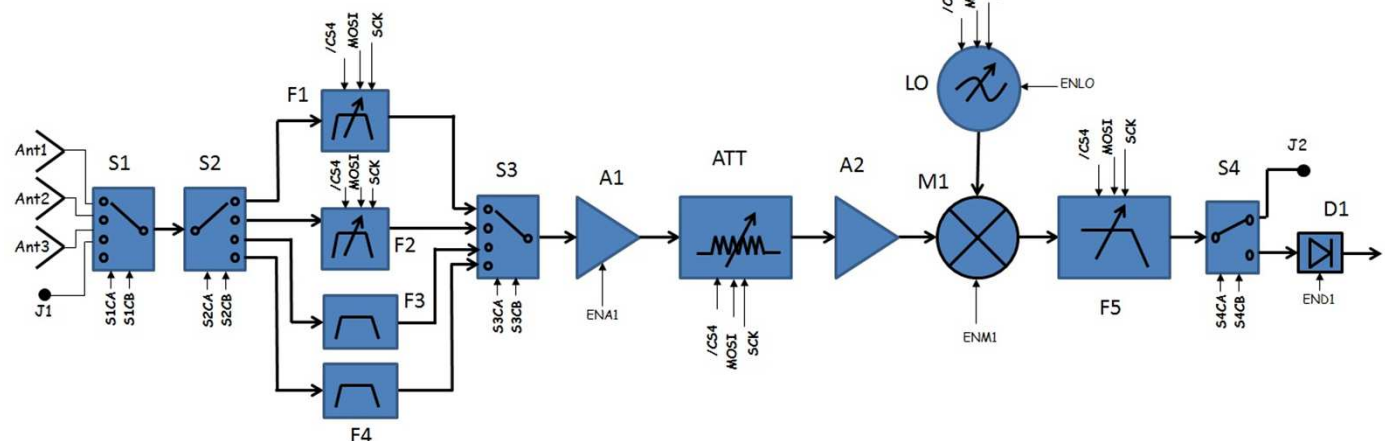 /CS4
MOSI
SCK
F1
Ant1
Ant2
Ant3
J1
S1
S1CA
S1CB
S2
S2CA
S2CB
/CS4
MOSI
SCK
F2
F3
F4
S3
S3CA
S3CB
A1
ENA1
ATT
/CS4
MOSI
SCK
A2
LO
ENLO
M1
ENM1
/CS4
MOSI
SCK
F5
S4
S4CA
S4CB
J2
D1
END1